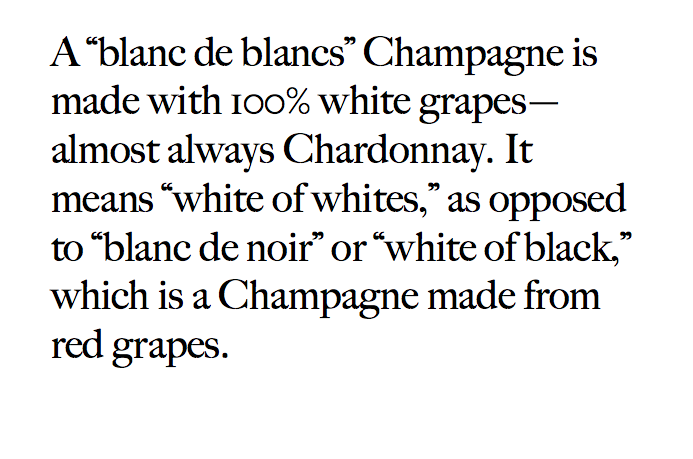 A “blanc de blancs” Champagne is
made with 100% white grapes—
almost always Chardonnay. It
means “white of whites,” as opposed
to “blanc de noir” or “white of black,”
which is a Champagne made from
red grapes.